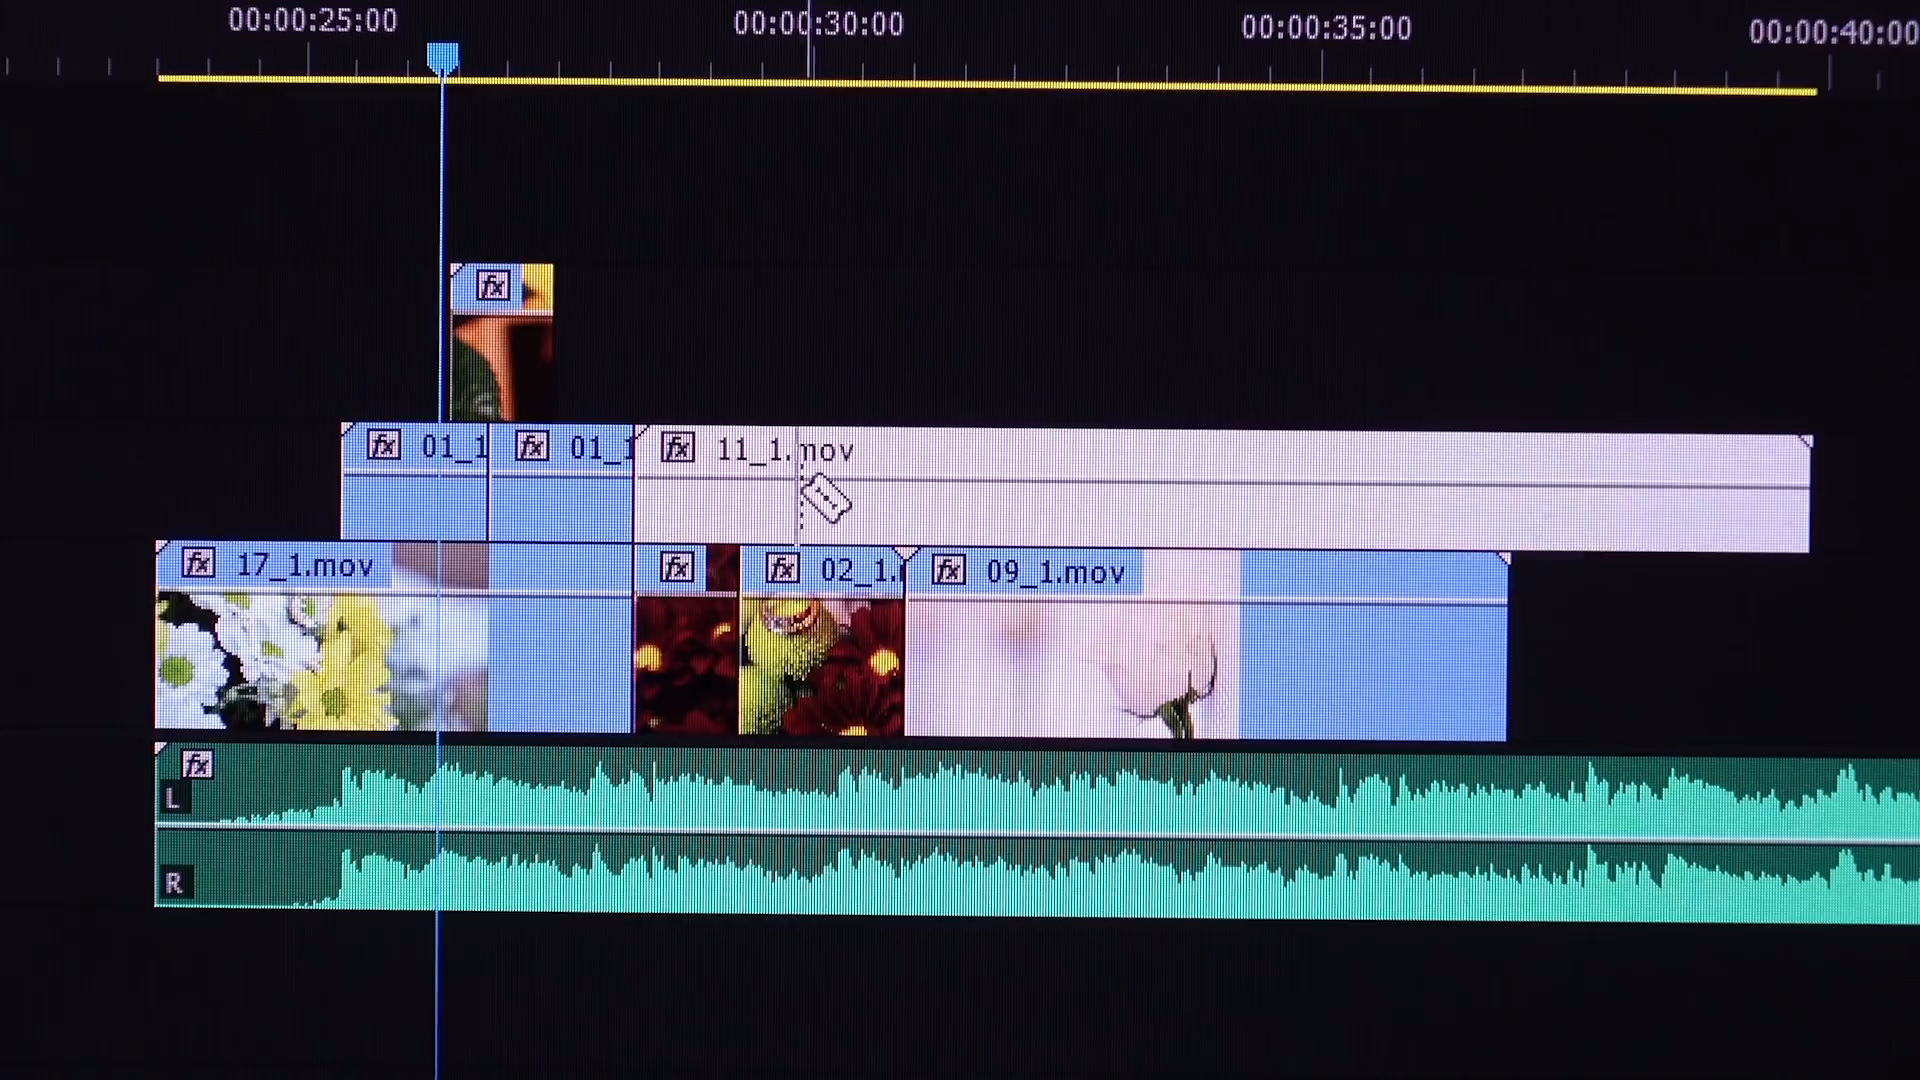 00:00:25:00 00:00:30:00 00:00:35:00 00:00:40:00
fx
fx 01_1 fx 01_1 fx 11_1.mov
fx 17_1.mov fx fx 02_1. fx 09_1.mov
fx
L
R